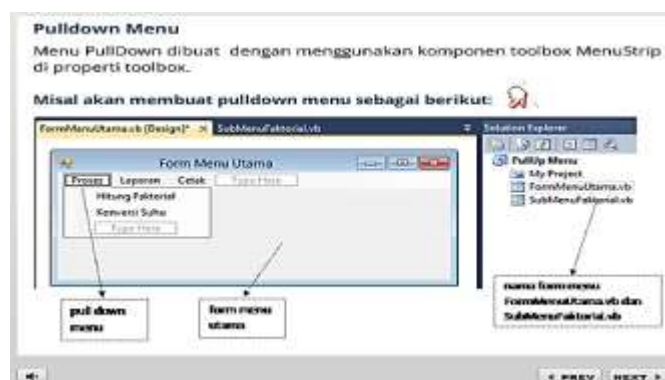 Pulldown Menu
Menu PullDown dibuat dengan menggunakan komponen toolbox MenuStrip
di properti toolbox.
Misal akan membuat pulldown menu sebagai berikut:
FormMenuUtama.vb [Design]* SubMenuFaktorial.vb
Form Menu Utama
Proses Laporan Cetak Type Here
Hitung Faktorial
Konversi Suhu
Type Here
Solution Explorer
PullUp Menu
My Project
FormMenuUtama.vb
SubMenuFaktorial.vb
pull down
menu
form menu
utama
nama form menu
FormMenuUtama.vb dan
SubMenuFaktorial.vb
PREV NEXT